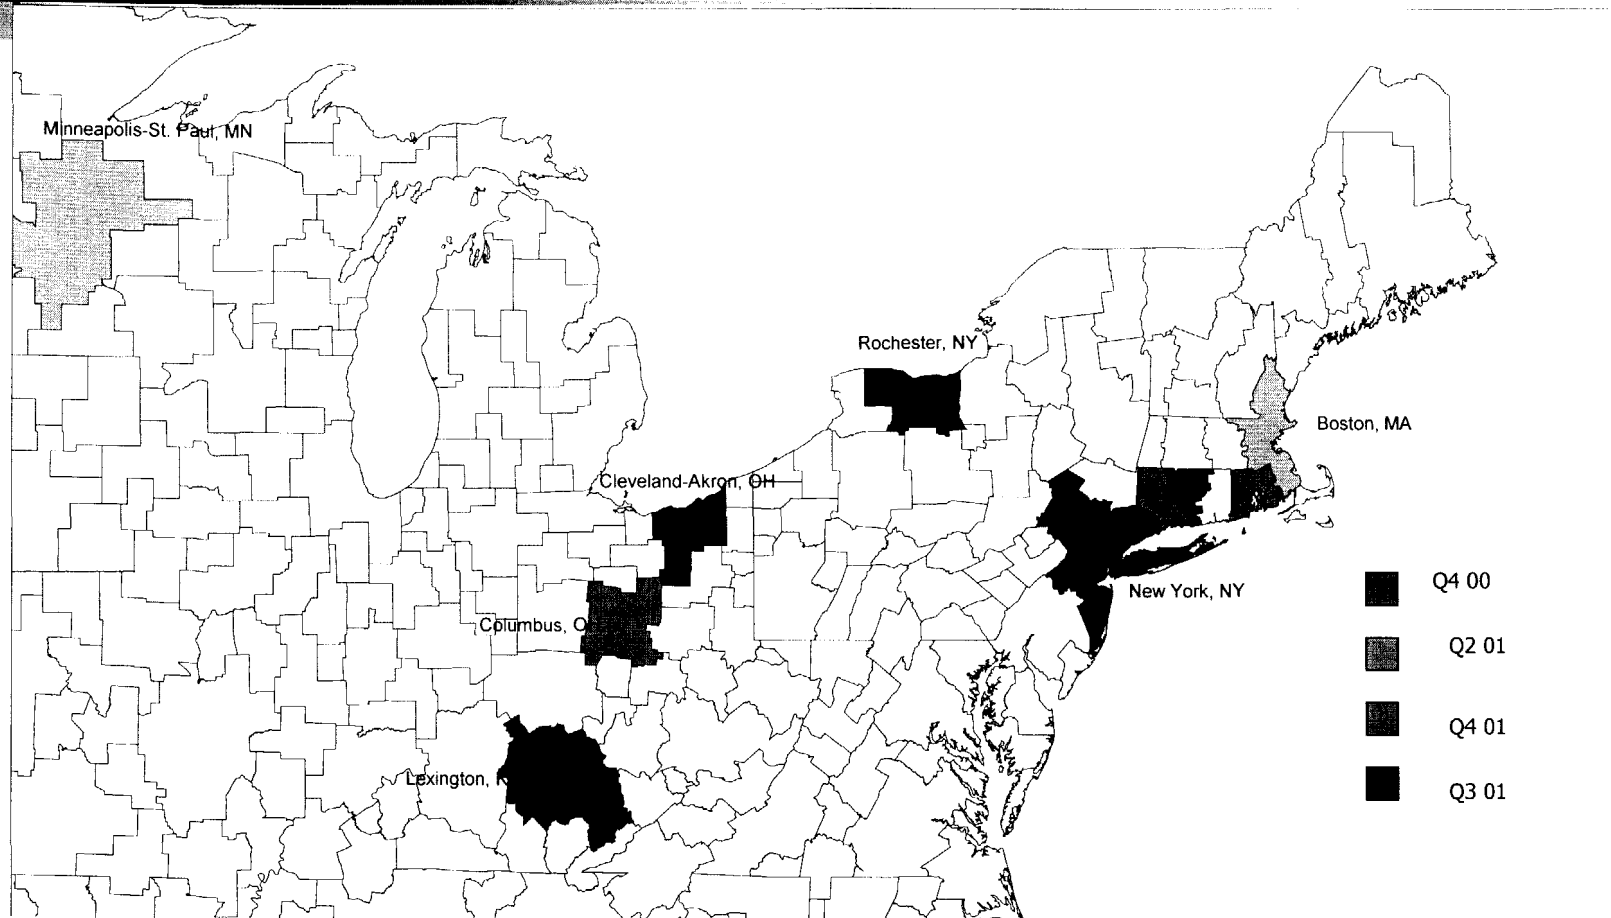 Minneapolis-St. Paul, MN
Rochester, NY
Boston, MA
Cleveland-Akron, OH
New York, NY
Columbus, O
Lexington, K
Q4 00
Q2 01
Q4 01
Q3 01